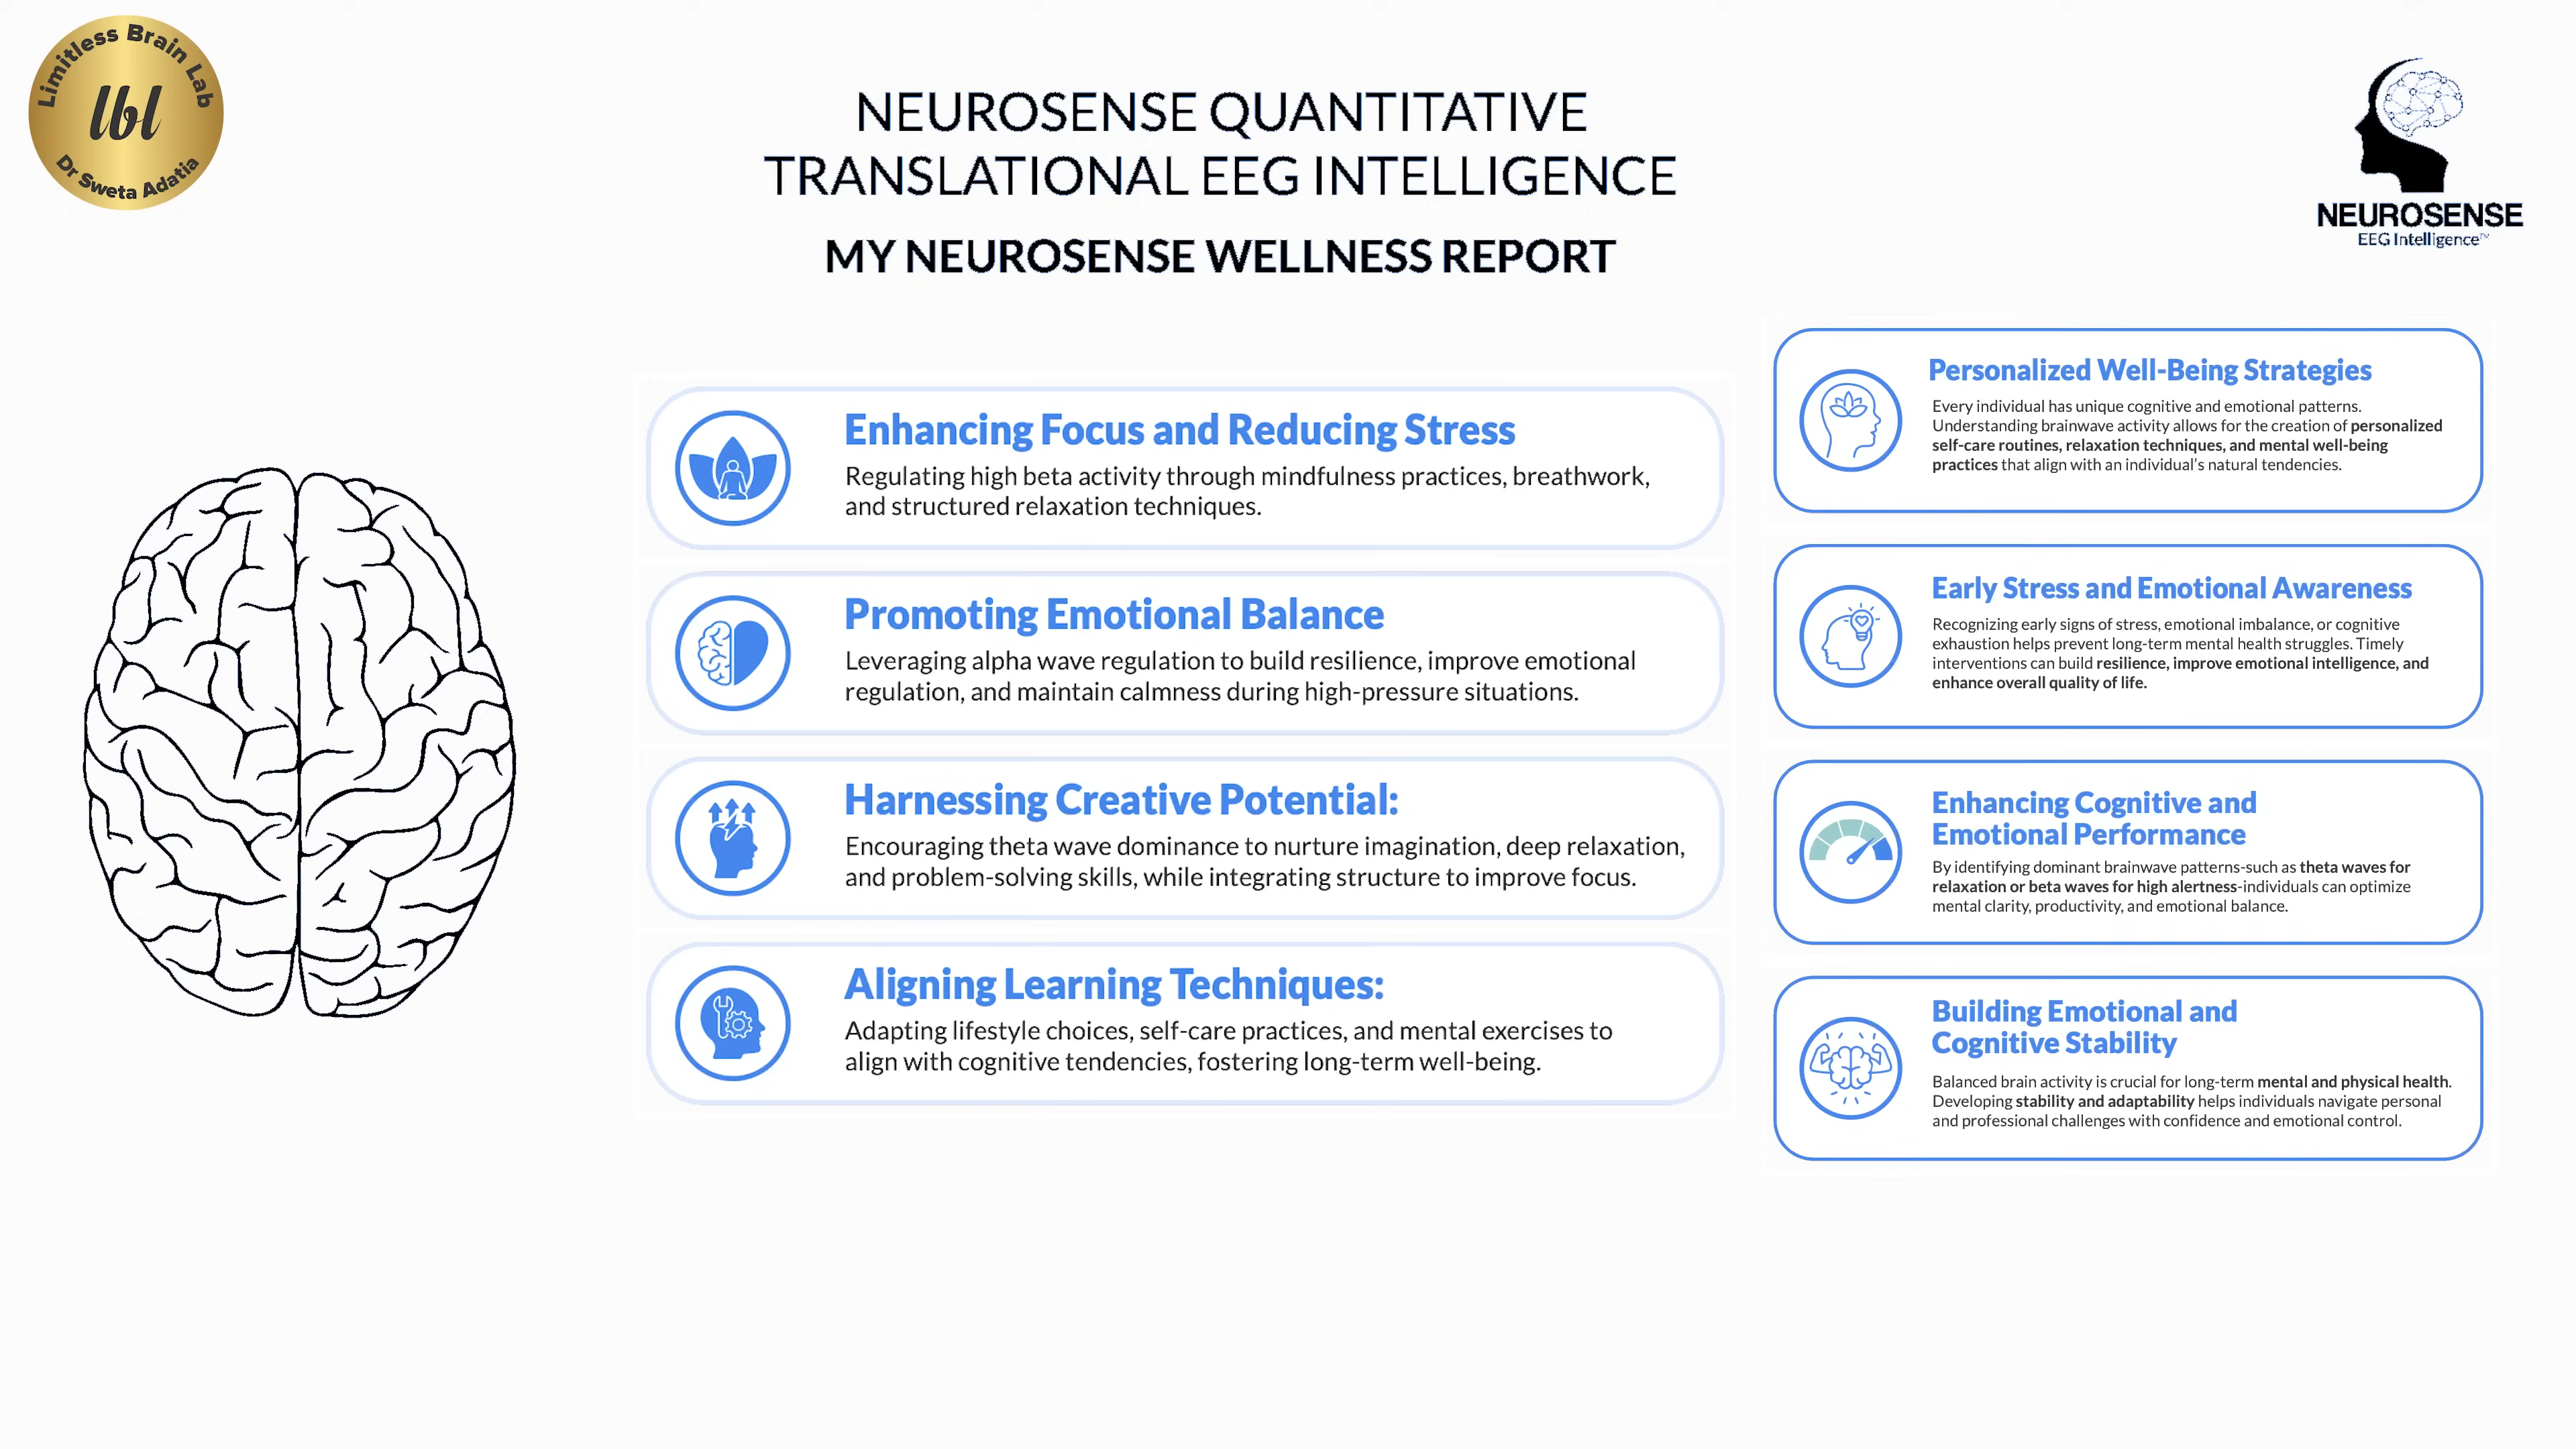 Limitless Brain Lab
lbl
Dr Sweta Adatia
NEUROSENSE QUANTITATIVE
TRANSLATIONAL EEG INTELLIGENCE
MY NEUROSENSE WELLNESS REPORT
NEUROSENSE
EEG Intelligence™
Enhancing Focus and Reducing Stress
Regulating high beta activity through mindfulness practices, breathwork,
and structured relaxation techniques.
Promoting Emotional Balance
Leveraging alpha wave regulation to build resilience, improve emotional
regulation, and maintain calmness during high-pressure situations.
Harnessing Creative Potential:
Encouraging theta wave dominance to nurture imagination, deep relaxation,
and problem-solving skills, while integrating structure to improve focus.
Aligning Learning Techniques:
Adapting lifestyle choices, self-care practices, and mental exercises to
align with cognitive tendencies, fostering long-term well-being.
Personalized Well-Being Strategies
Every individual has unique cognitive and emotional patterns.
Understanding brainwave activity allows for the creation of personalized
self-care routines, relaxation techniques, and mental well-being
practices that align with an individual's natural tendencies.
Early Stress and Emotional Awareness
Recognizing early signs of stress, emotional imbalance, or cognitive
exhaustion helps prevent long-term mental health struggles. Timely
interventions can build resilience, improve emotional intelligence, and
enhance overall quality of life.
Enhancing Cognitive and
Emotional Performance
By identifying dominant brainwave patterns-such as theta waves for
relaxation or beta waves for high alertness-individuals can optimize
mental clarity, productivity, and emotional balance.
Building Emotional and
Cognitive Stability
Balanced brain activity is crucial for long-term mental and physical health.
Developing stability and adaptability helps individuals navigate personal
and professional challenges with confidence and emotional control.